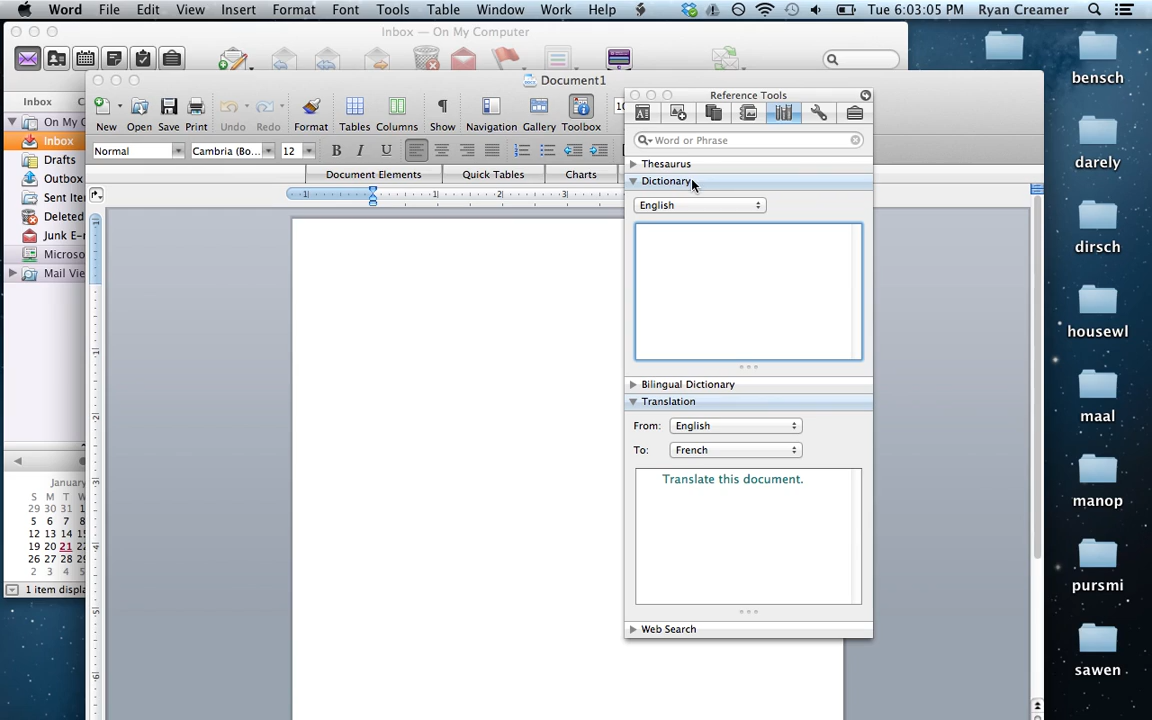 Word File Edit View Insert Format Font Tools Table Window Work Help Tue 6:03:05 PM Ryan Creamer
Inbox — On My Computer
Document1
Reference Tools
Inbox
On My
Inbox
Drafts
Outbox
Sent Ite
Deleted
Junk E-
Microso
Mail Vie
New Open Save Print Undo Redo Format Tables Columns Show Navigation Gallery Toolbox
Normal Cambria (Bo... 12 B I U
Document Elements Quick Tables Charts
Word or Phrase
Thesaurus
Dictionary
English
Bilingual Dictionary
Translation
From: English
To: French
Translate this document.
Web Search
January
S M T W
29 30 31 1
5 6 7 8
12 13 14 15
19 20 21 22
26 27 28 29
2 3 4 5
1 item displa
bensch
darely
dirsch
housewl
maal
manop
pursmi
sawen